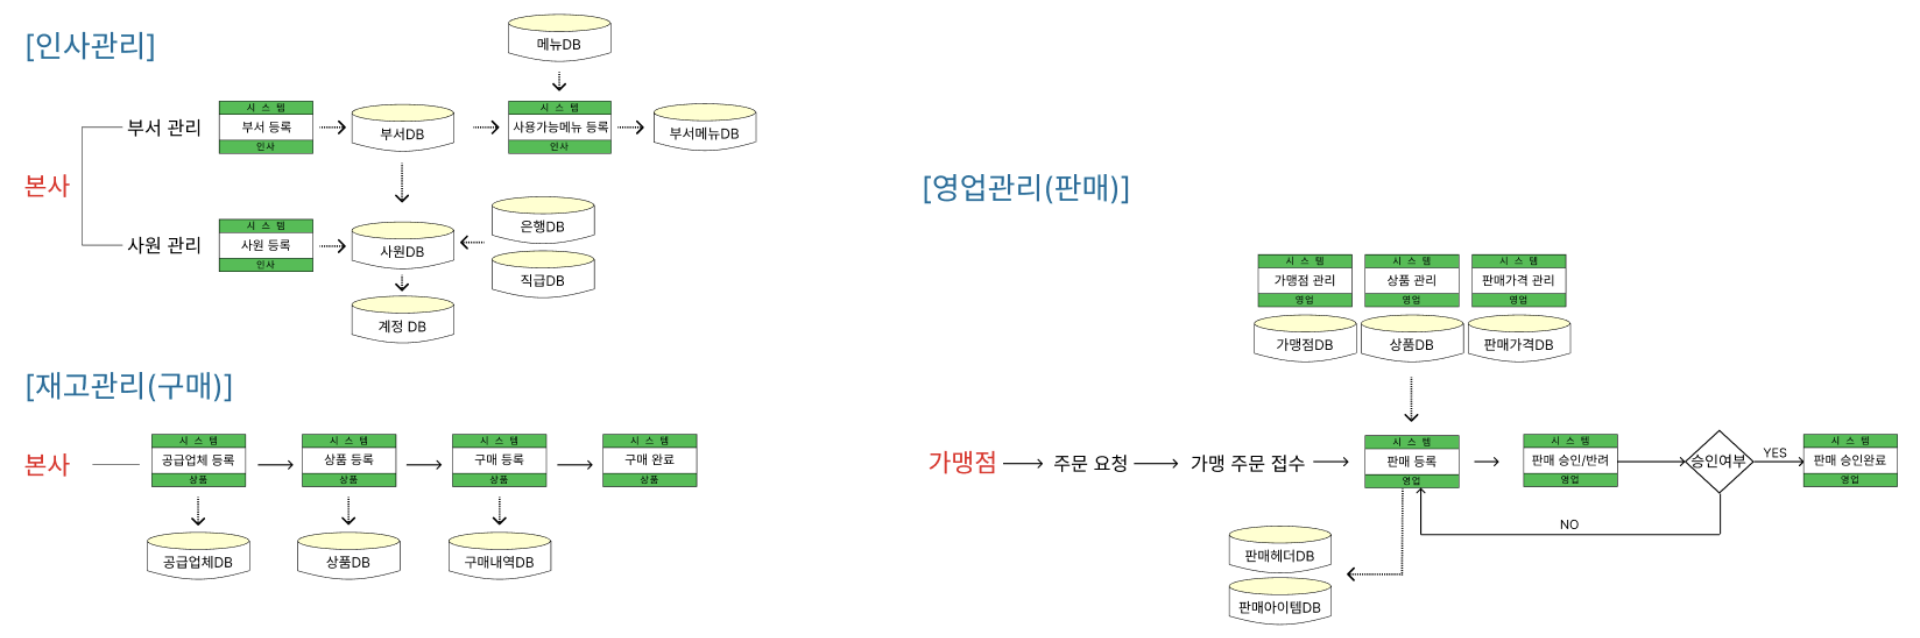 [인사관리]
메뉴DB
본사
부서 관리
시 스 템
부서 등록
인사
부서DB
시 스 템
사용가능메뉴 등록
인사
부서메뉴DB
사원 관리
시 스 템
사원 등록
인사
사원DB
은행DB
직급DB
계정 DB
[재고관리(구매)]
본사
시 스 템
공급업체 등록
상품
시 스 템
상품 등록
상품
시 스 템
구매 등록
상품
시 스 템
구매 완료
상품
공급업체DB
상품DB
구매내역DB
[영업관리(판매)]
시 스 템
가맹점 관리
영업
시 스 템
상품 관리
영업
시 스 템
판매가격 관리
영업
가맹점DB
상품DB
판매가격DB
가맹점
주문 요청
가맹 주문 접수
시 스 템
판매 등록
영업
시 스 템
판매 승인/반려
영업
승인여부
YES
시 스 템
판매 승인완료
영업
NO
판매헤더DB
판매아이템DB